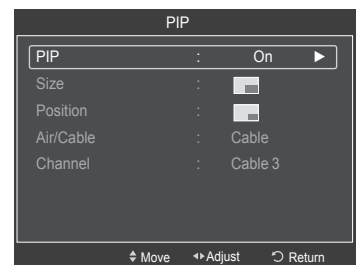 PIP
PIP : On ►
Size :
Position :
Air/Cable : Cable
Channel : Cable 3
Move Adjust Return